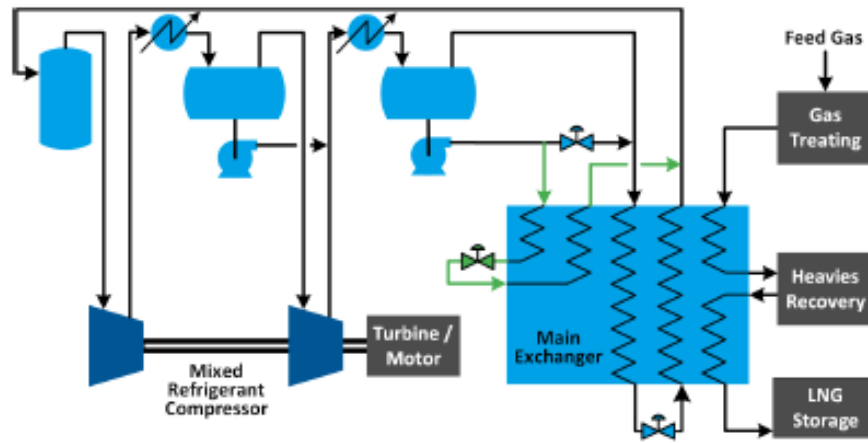 Feed Gas
Gas
Treating
Heavies
Recovery
Turbine /
Motor
Main
Exchanger
Mixed
Refrigerant
Compressor
LNG
Storage